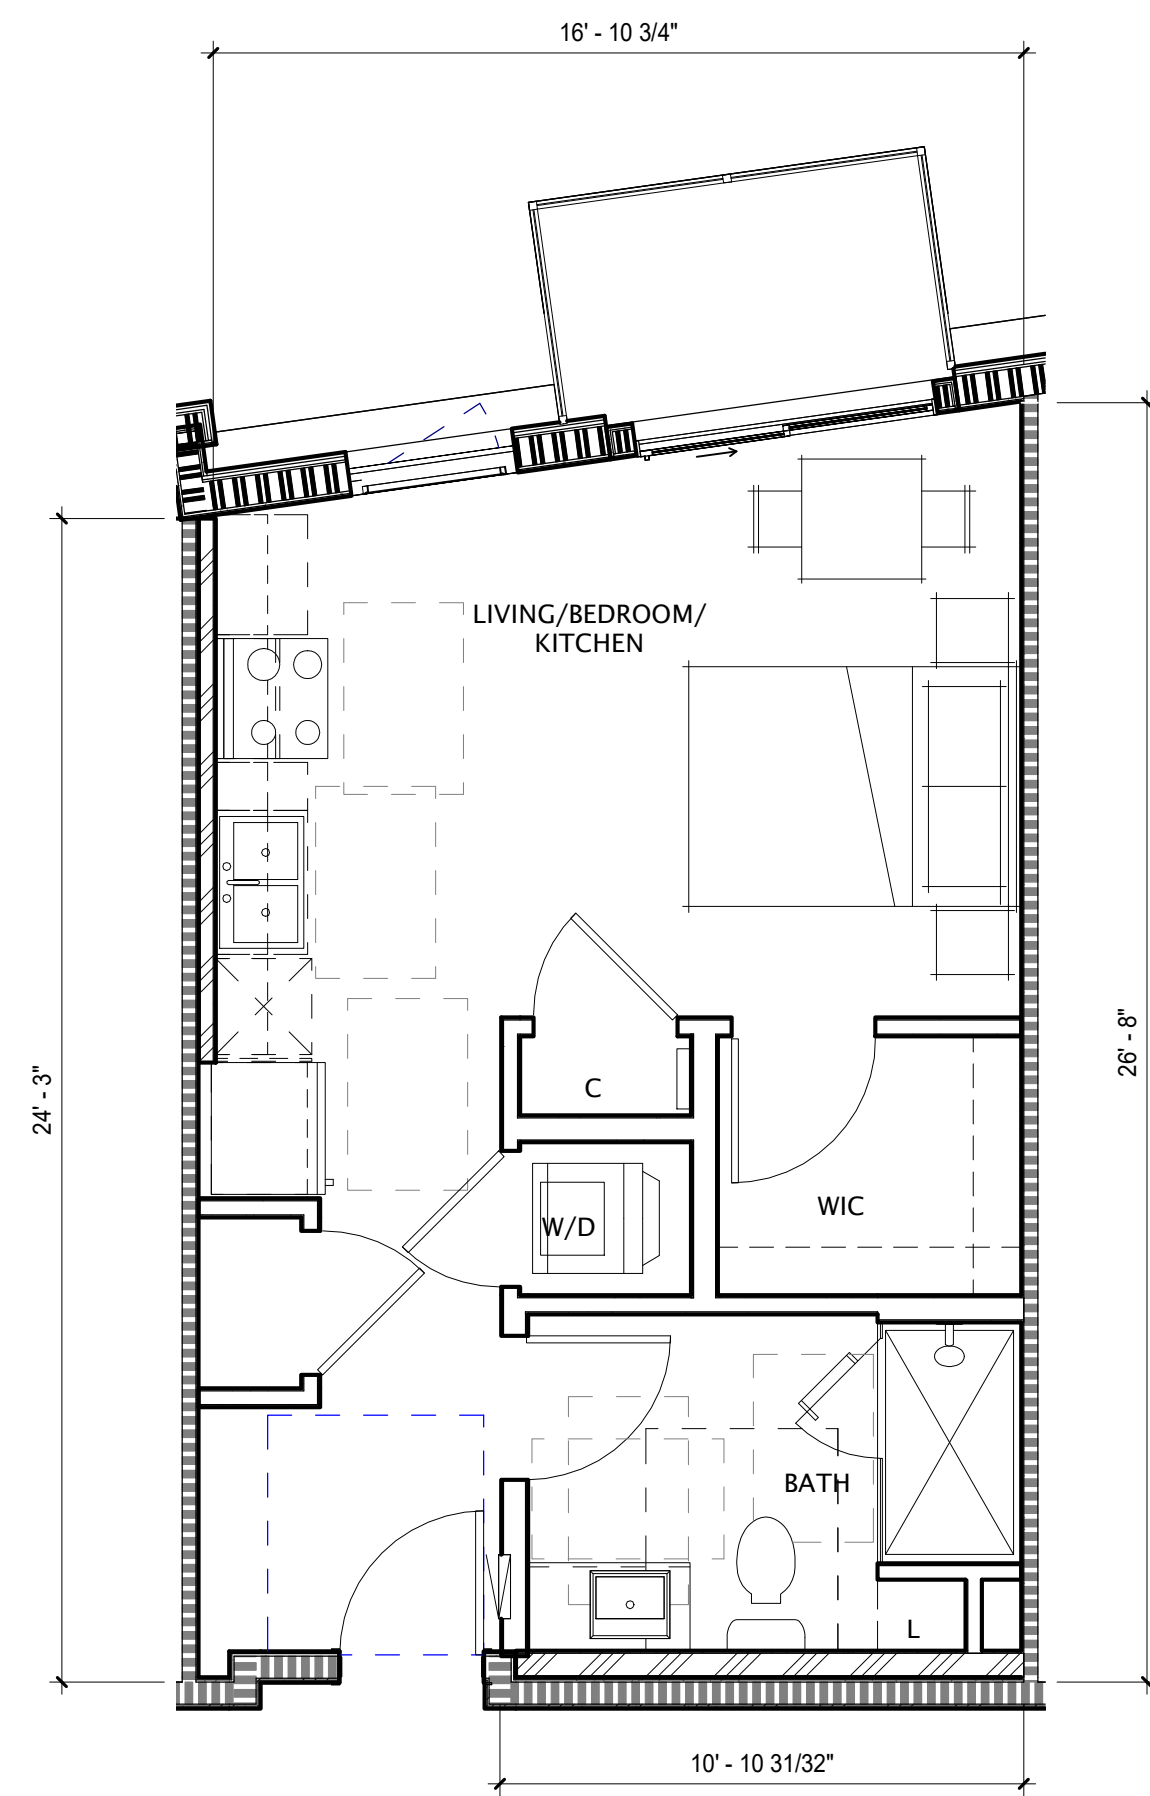 16' - 10 3/4"
LIVING/BEDROOM/
KITCHEN
24' - 3"
26' - 8"
C
W/D
WIC
BATH
L
10' - 10 31/32"